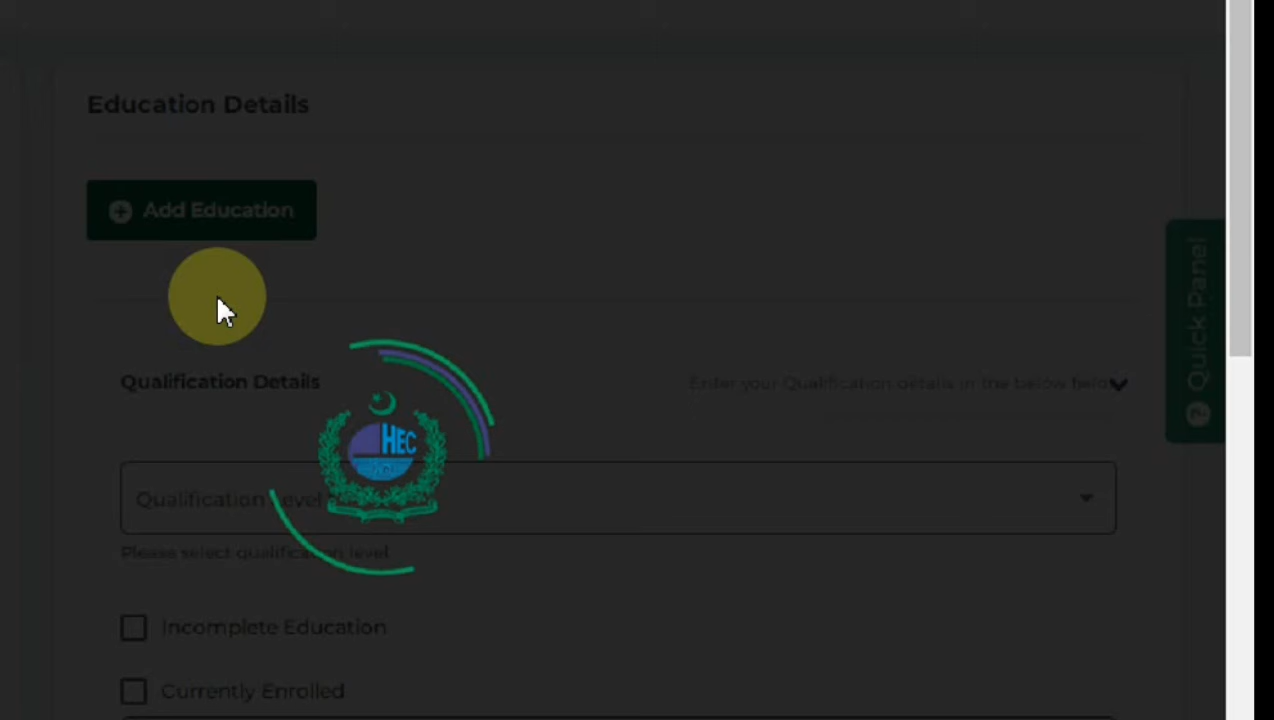 Education Details
Add Education
Quick Panel
Qualification Details
Enter your Qualification details in the below field
HEC
Qualification Level
Please select qualification level
Incomplete Education
Currently Enrolled